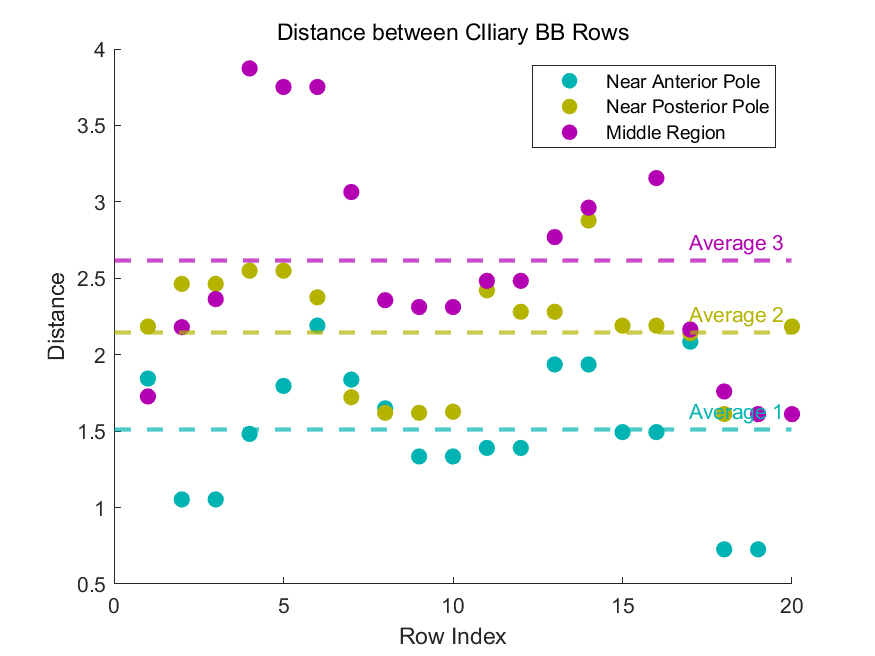 Distance between CIliary BB Rows
4
3.5
3
2.5
2
1.5
1
0.5
0
5
10
15
20
Distance
Row Index
Near Anterior Pole
Near Posterior Pole
Middle Region
Average 3
Average 2
Average 1